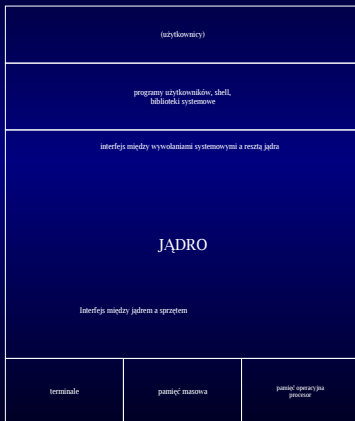 (użytkownicy)
programy użytkowników, shell,
biblioteki systemowe
interfejs między wywołaniami systemowymi a resztą jądra
JĄDRO
Interfejs między jądrem a sprzętem
terminale
pamięć masowa
pamięć operacyjna
procesor